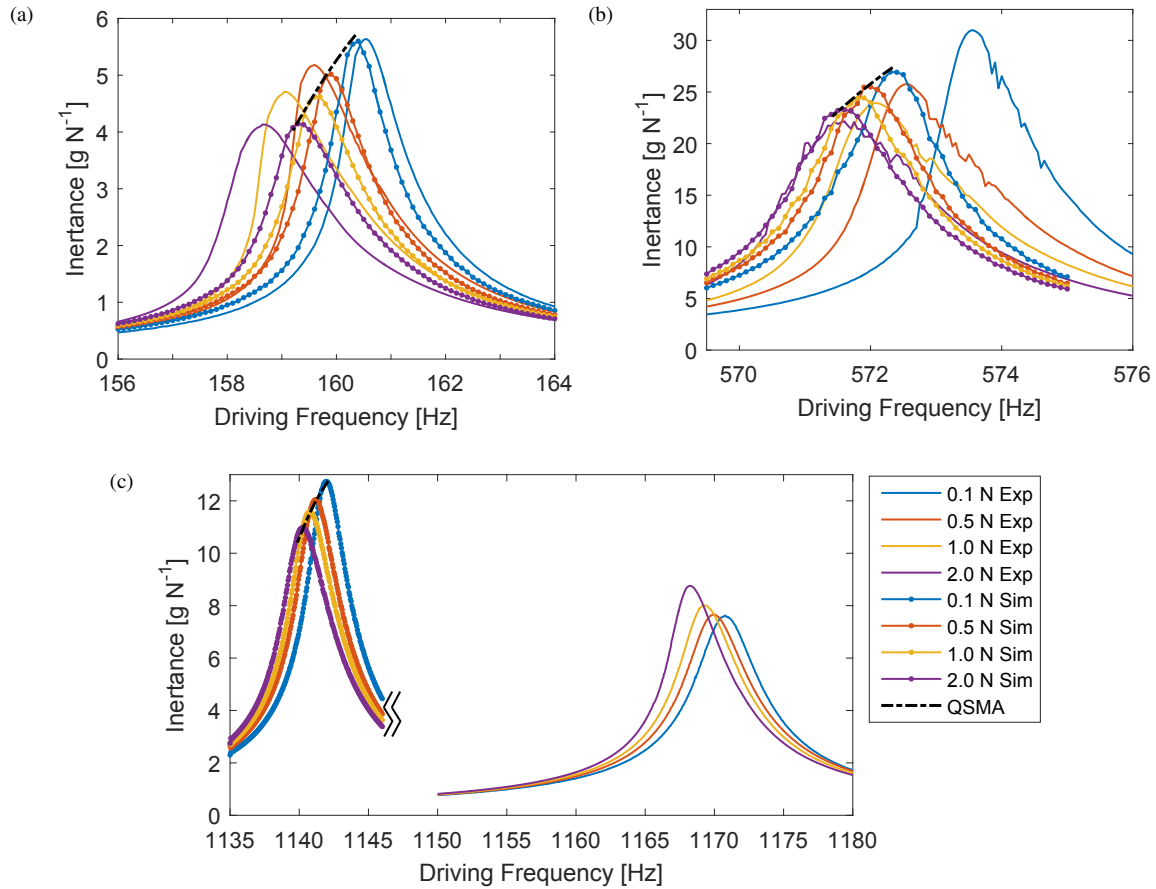 (a)
6
5
4
3
2
1
0
Inertance [g N-1]
156
158
160
162
164
Driving Frequency [Hz]
(b)
30
25
20
15
10
5
0
Inertance [g N-1]
570
572
574
576
Driving Frequency [Hz]
(c)
12
10
8
6
4
2
0
Inertance [g N-1]
1135
1140
1145
1150
1155
1160
1165
1170
1175
1180
Driving Frequency [Hz]
0.1 N Exp
0.5 N Exp
1.0 N Exp
2.0 N Exp
0.1 N Sim
0.5 N Sim
1.0 N Sim
2.0 N Sim
QSMA